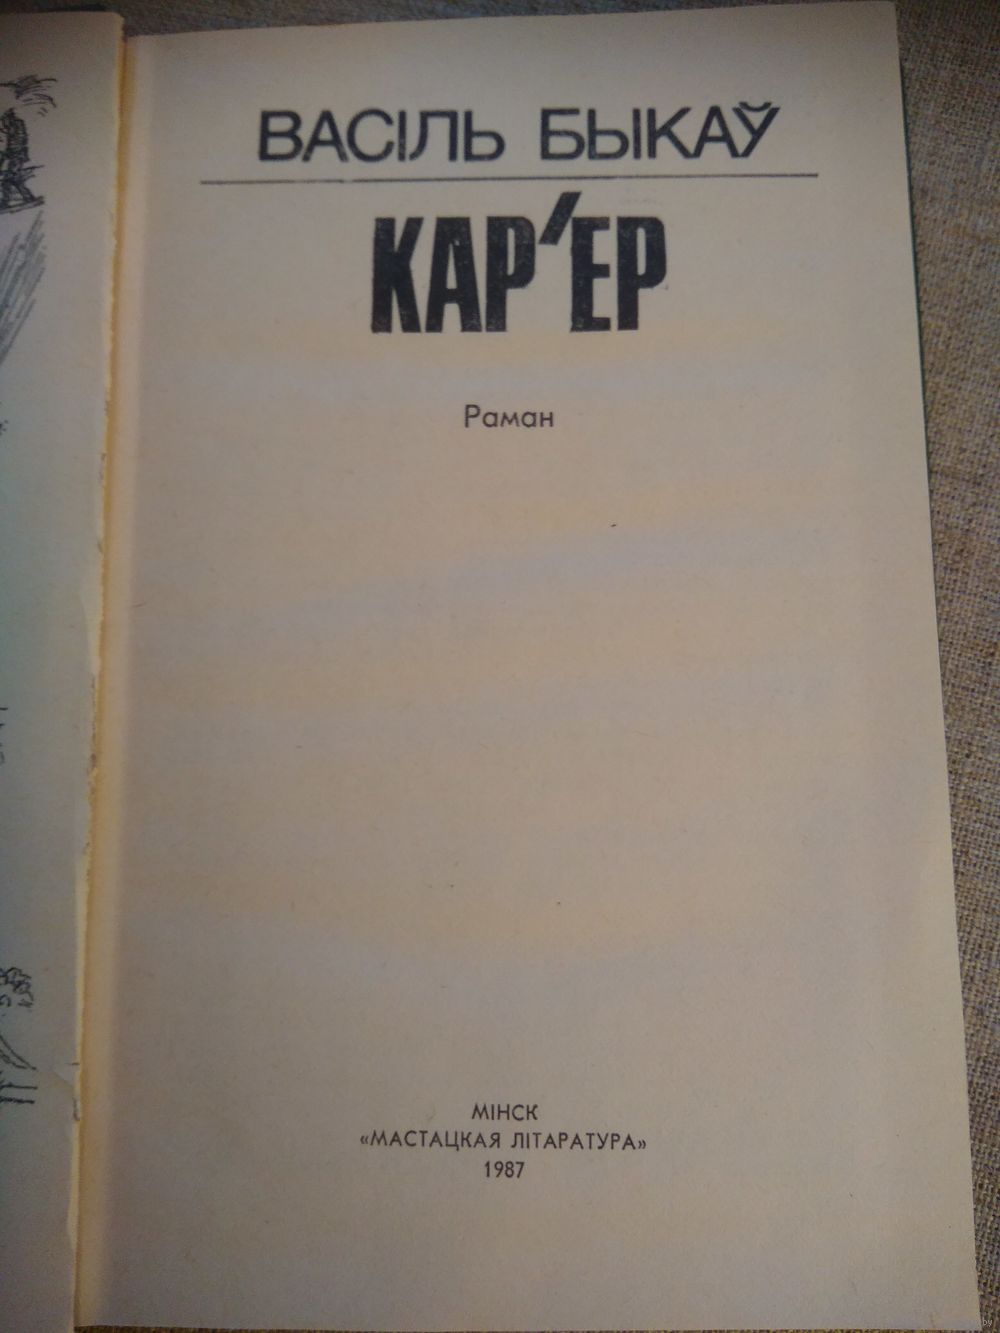 ВАСІЛЬ БЫКАЎ
КАР'ЕР
Раман
МІНСК
«МАСТАЦКАЯ ЛІТАРАТУРА»
1987